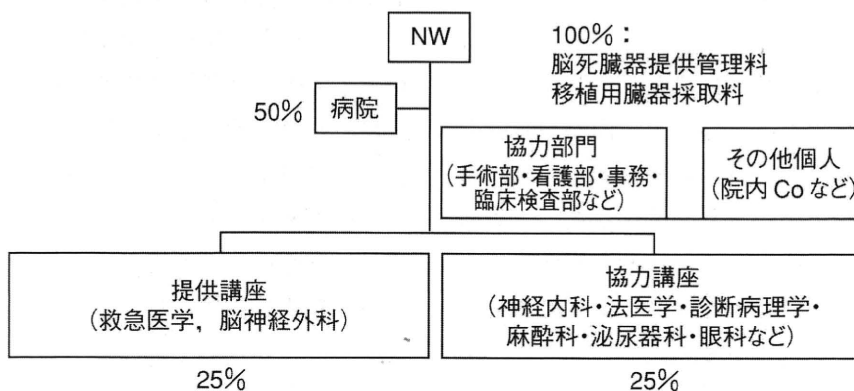 NW
100%：
脳死臓器提供管理料
移植用臓器採取料
50%
病院
協力部門
(手術部・看護部・事務・
臨床検査部など)
その他個人
(院内 Co など)
提供講座
(救急医学，脳神経外科)
協力講座
(神経内科・法医学・診断病理学・
麻酔科・泌尿器科・眼科など)
25%
25%